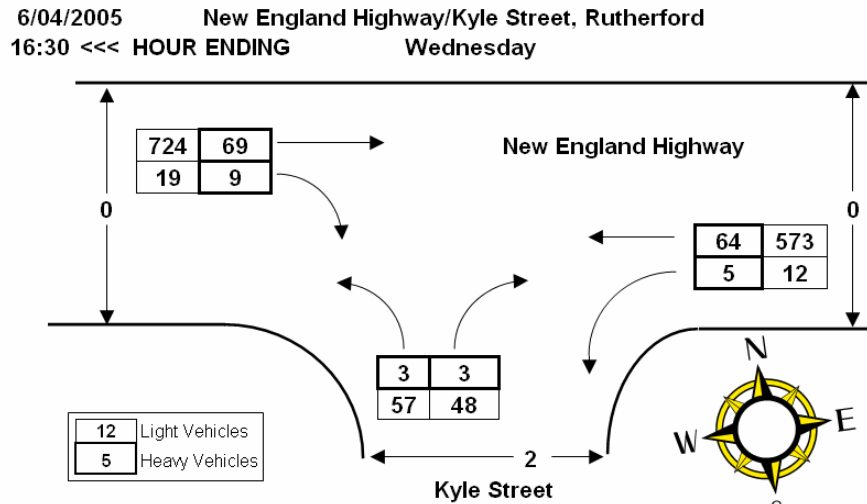 6/04/2005 New England Highway/Kyle Street, Rutherford
16:30 <<< HOUR ENDING Wednesday
724 69
19 9
New England Highway
0
0
64 573
5 12
3 3
57 48
12 Light Vehicles
5 Heavy Vehicles
2
Kyle Street
N
W
E